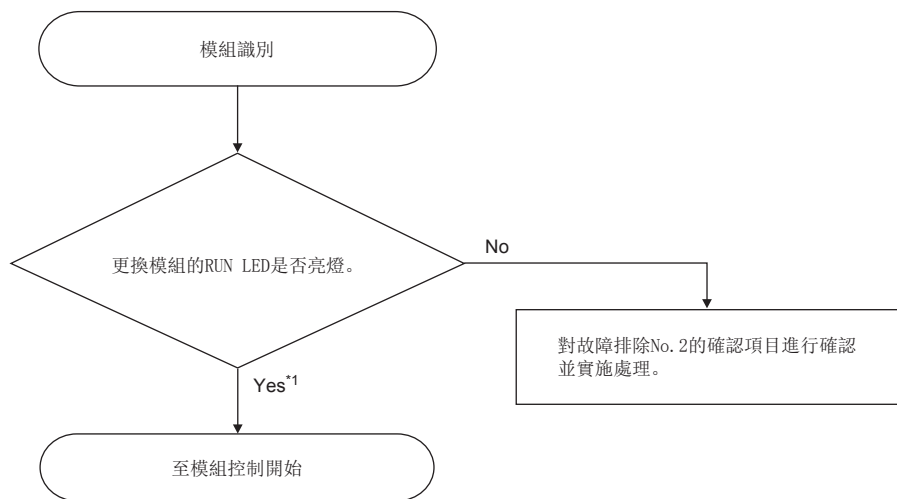 模組識別
更換模組的RUN LED是否亮燈。
No
對故障排除No.2的確認項目進行確認
並實施處理。
Yes*1
至模組控制開始